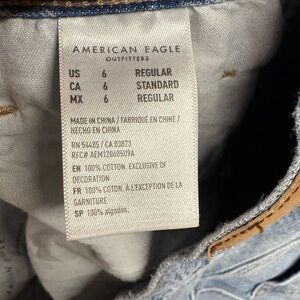 AMERICAN EAGLE
OUTFITTERS
US 6 REGULAR
CA 6 STANDARD
MX 6 REGULAR
MADE IN CHINA / FABRIQUÉ EN CHINE /
HECHO EN CHINA
RN 54485 / CA 03873
RFC# AEM120605U9A
EN 100% COTTON. EXCLUSIVE OF
DECORATION
FR 100% COTON. À L'EXCEPTION DE LA
GARNITURE
SP 100% algodón.